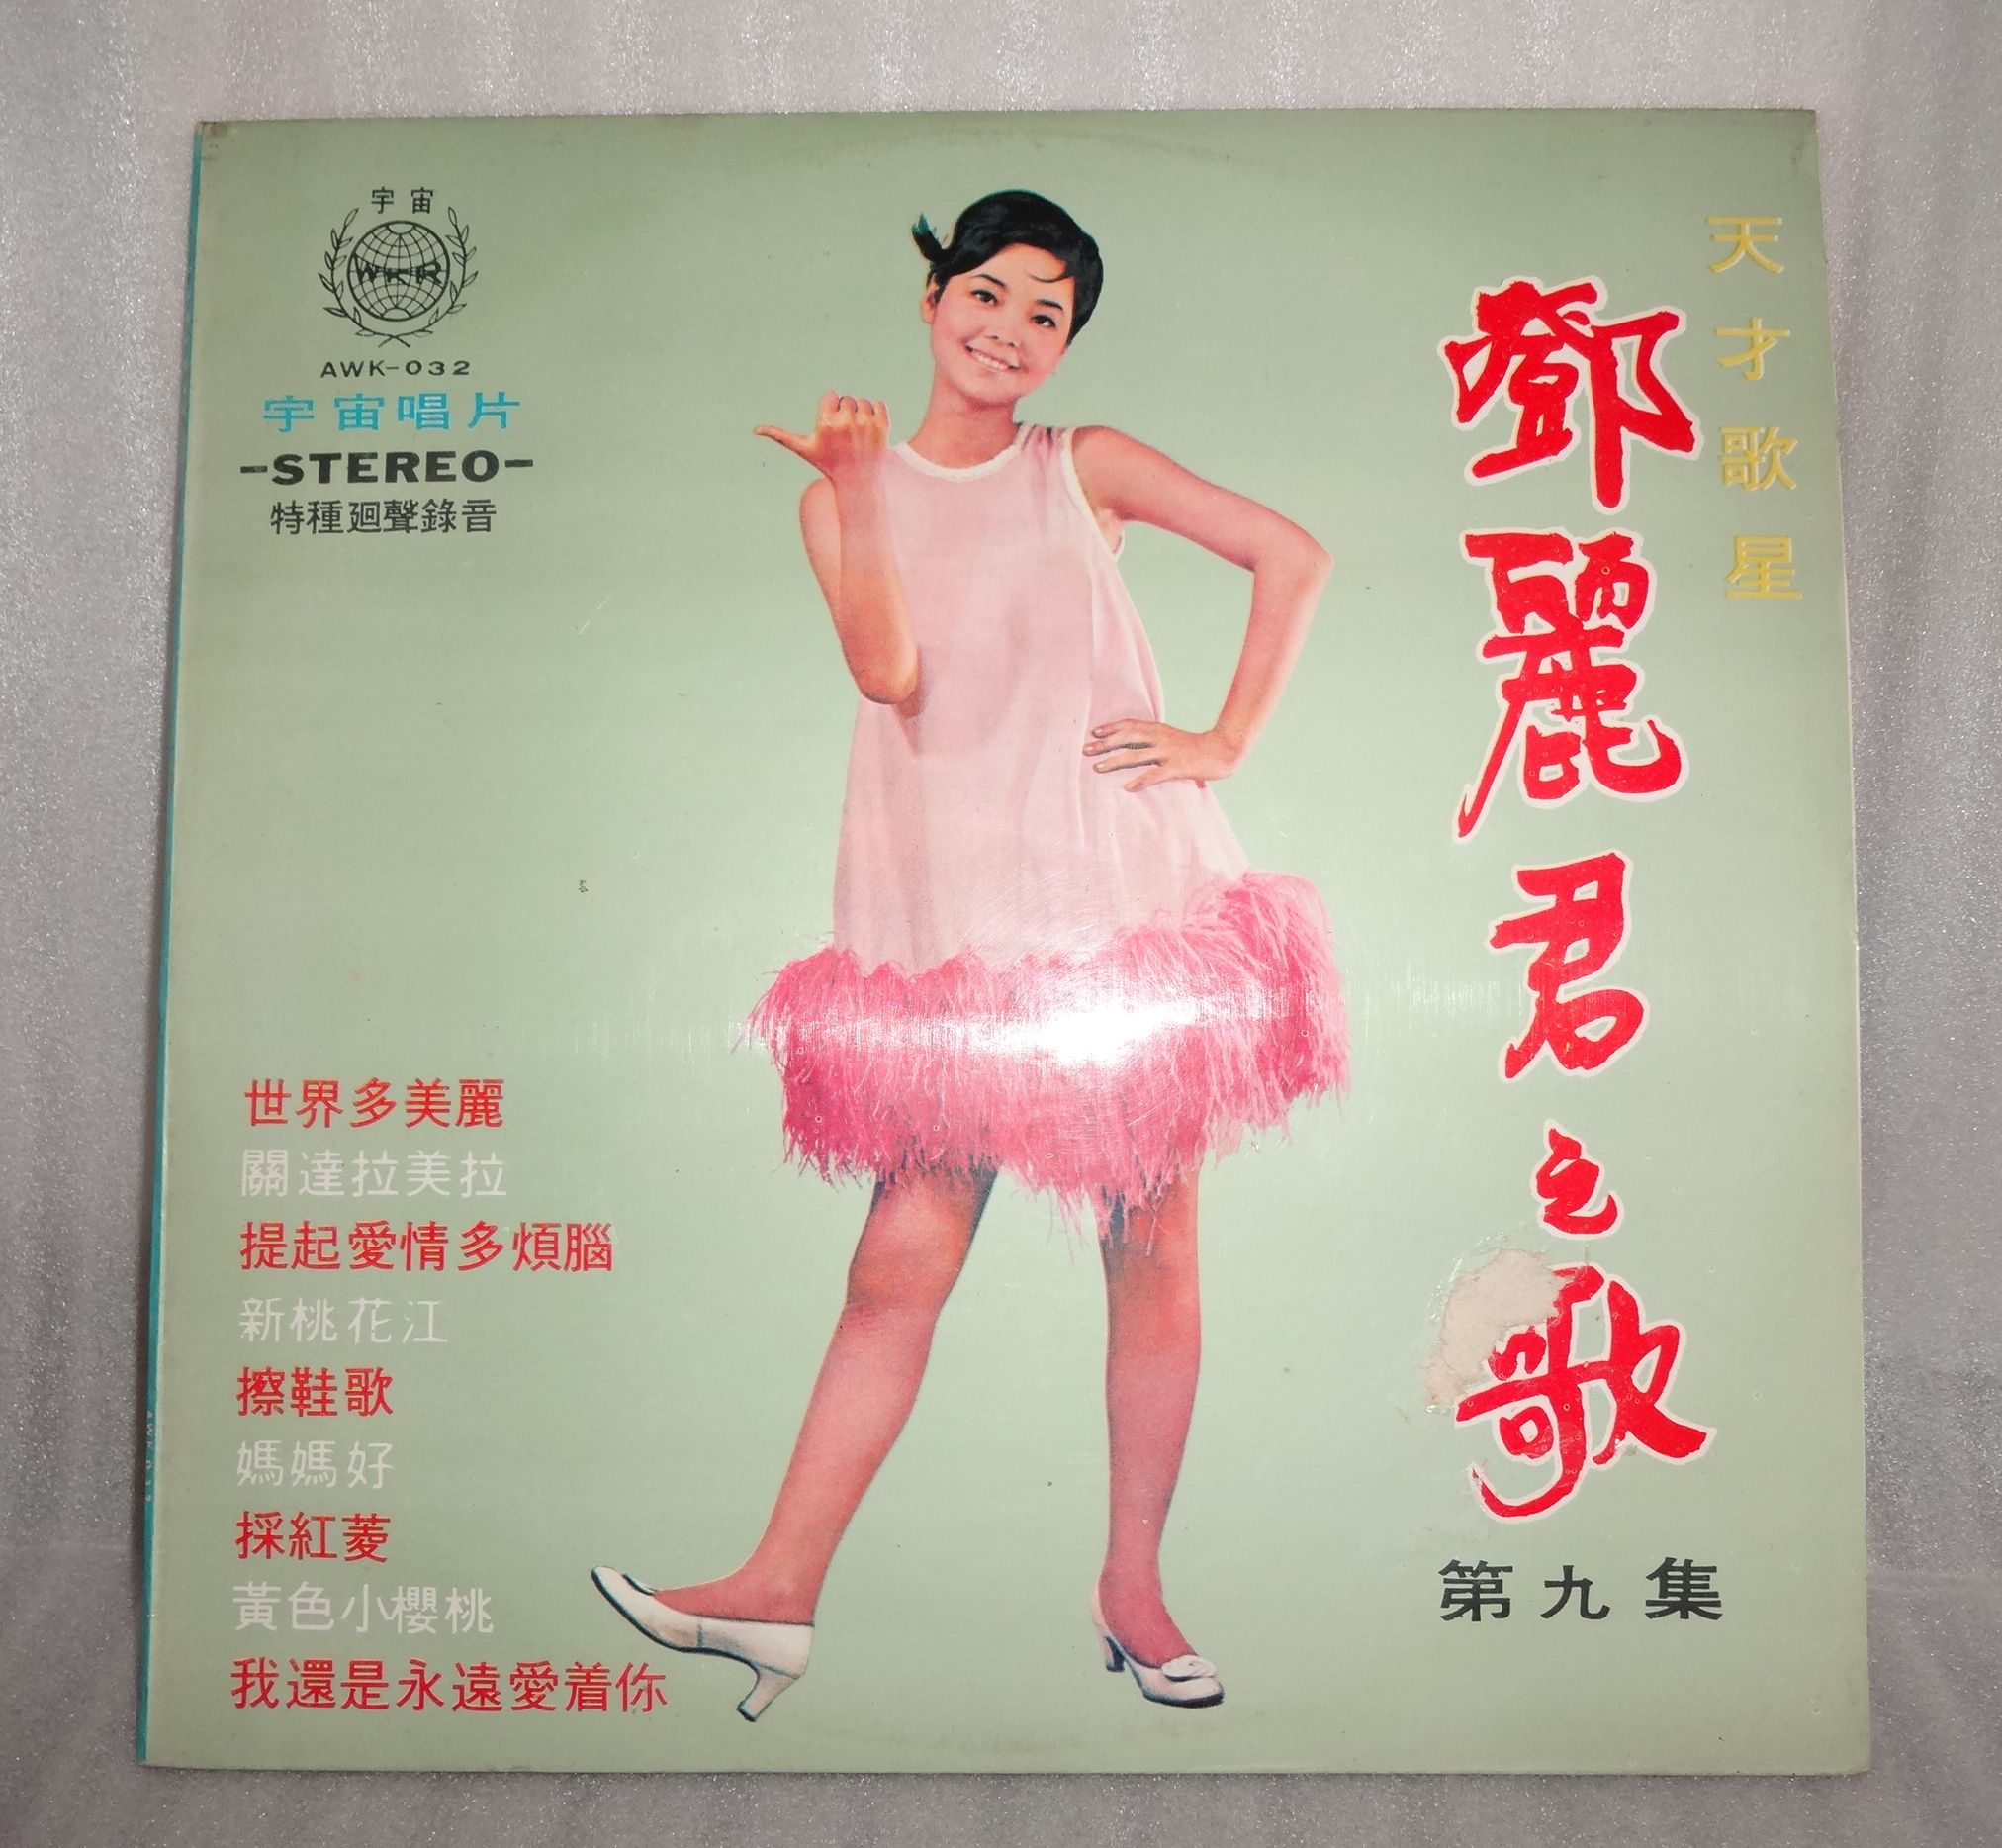 宇宙
WKR
AWK-032
宇宙唱片
-STEREO-
特種廻聲錄音
天才歌星
鄧麗君之歌
第九集
世界多美麗
關達拉美拉
提起愛情多煩腦
新桃花江
擦鞋歌
媽媽好
採紅菱
黃色小櫻桃
我還是永遠愛着你